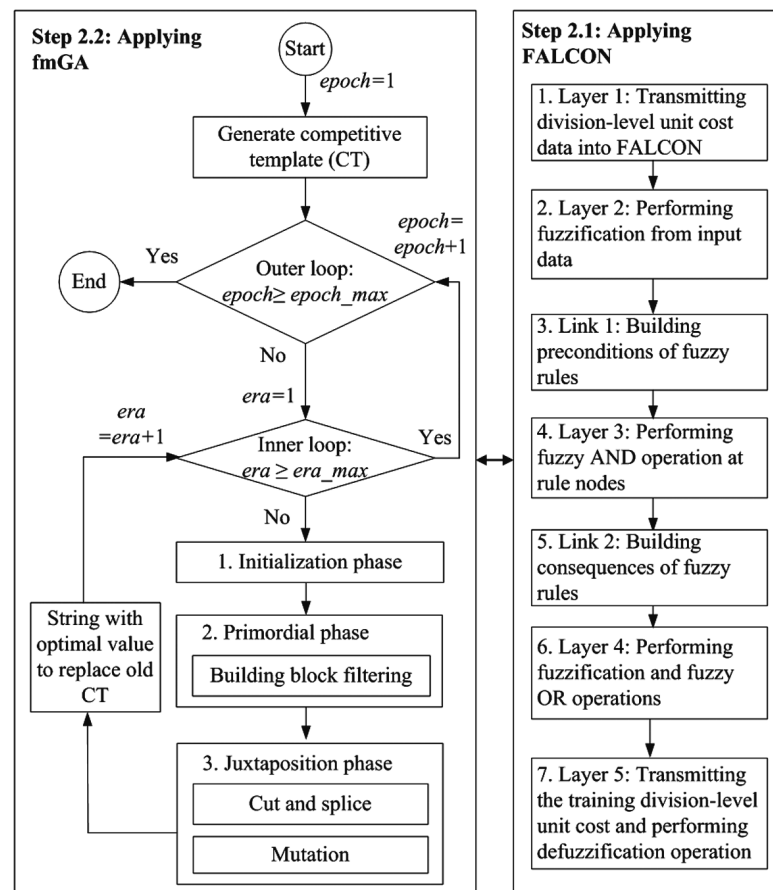 Step 2.2: Applying
fmGA
Start
epoch=1
Generate competitive
template (CT)
epoch=
epoch+1
Yes
End
Outer loop:
epoch≥ epoch_max
No
era=1
era
=era+1
Inner loop:
era ≥ era_max
Yes
No
1. Initialization phase
2. Primordial phase
Building block filtering
String with
optimal value
to replace old
CT
3. Juxtaposition phase
Cut and splice
Mutation
Step 2.1: Applying
FALCON
1. Layer 1: Transmitting
division-level unit cost
data into FALCON
2. Layer 2: Performing
fuzzification from input
data
3. Link 1: Building
preconditions of fuzzy
rules
4. Layer 3: Performing
fuzzy AND operation at
rule nodes
5. Link 2: Building
consequences of fuzzy
rules
6. Layer 4: Performing
fuzzification and fuzzy
OR operations
7. Layer 5: Transmitting
the training division-level
unit cost and performing
defuzzification operation